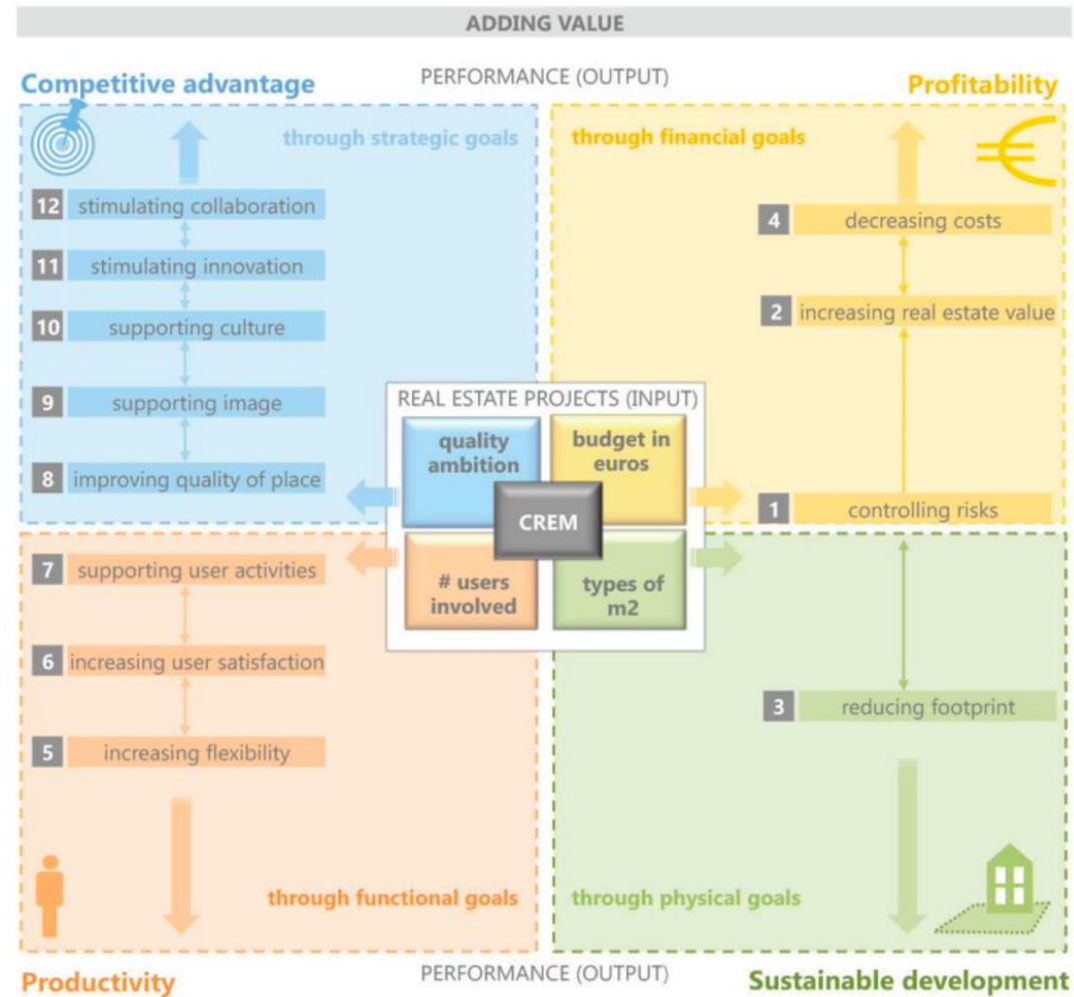 ADDING VALUE
PERFORMANCE (OUTPUT)
Competitive advantage
Profitability
through strategic goals
through financial goals
12 stimulating collaboration
11 stimulating innovation
10 supporting culture
9 supporting image
8 improving quality of place
4 decreasing costs
2 increasing real estate value
1 controlling risks
REAL ESTATE PROJECTS (INPUT)
quality
ambition
budget in
euros
CREM
# users
involved
types of
m2
7 supporting user activities
6 increasing user satisfaction
5 increasing flexibility
3 reducing footprint
through functional goals
through physical goals
Productivity
PERFORMANCE (OUTPUT)
Sustainable development